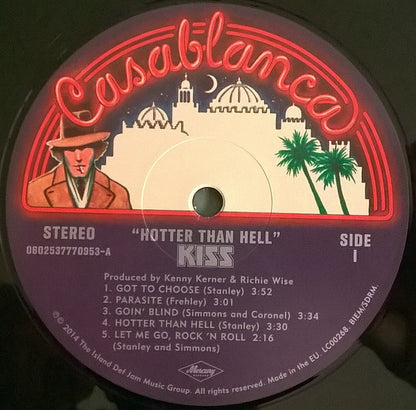 Casablanca
STEREO
0602537770953-A
"HOTTER THAN HELL"
KISS
SIDE
1
Produced by Kenny Kerner & Richie Wise
1. GOT TO CHOOSE (Stanley) 3:52
2. PARASITE (Frehley) 3:01
3. GOIN' BLIND (Simmons and Coronel) 3:34
4. HOTTER THAN HELL (Stanley) 3:30
5. LET ME GO, ROCK 'N ROLL 2:16
(Stanley and Simmons)
℗© 2014 The Island Def Jam Music Group. All rights reserved. Made in the EU. LC00268. BIEM/SDRM.
Mercury
RECORDS